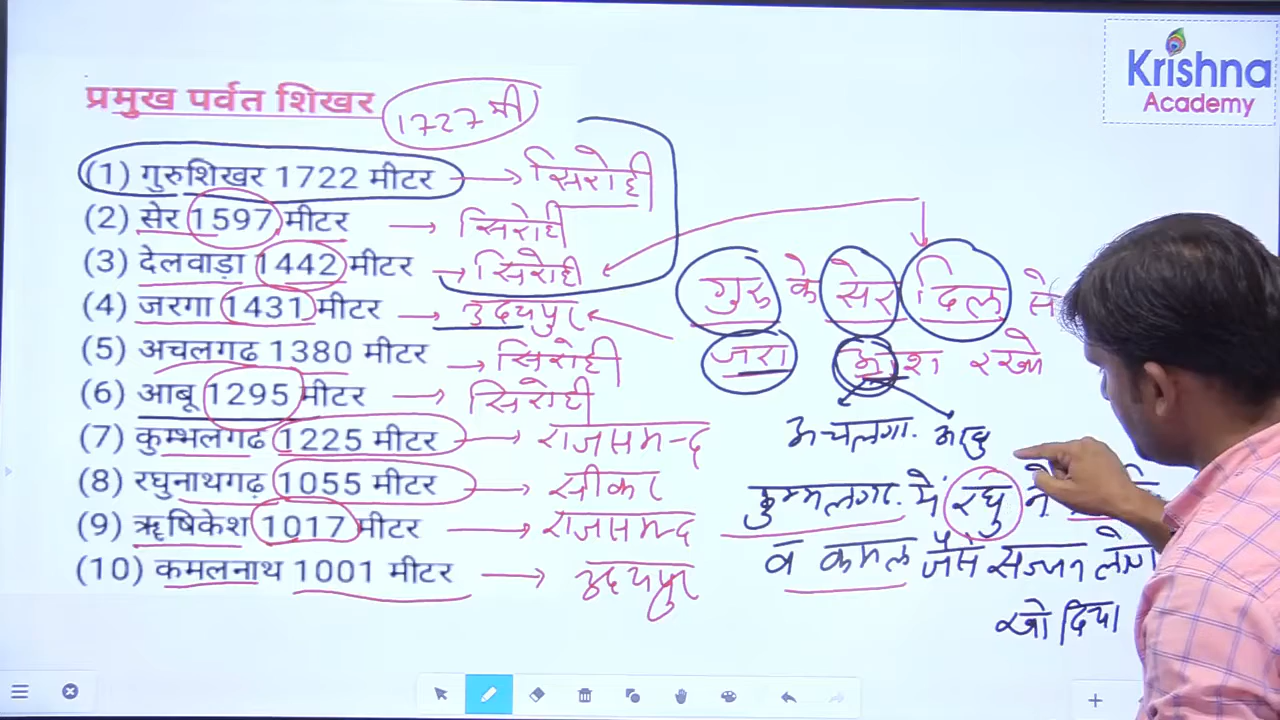 Krishna
Academy
प्रमुख पर्वत शिखर 1727 मी
(1) गुरुशिखर 1722 मीटर → सिरोही
(2) सेर 1597 मीटर → सिरोही
(3) देलवाड़ा 1442 मीटर → सिरोही
(4) जरगा 1431 मीटर → उदयपुर
(5) अचलगढ 1380 मीटर → सिरोही
(6) आबू 1295 मीटर → सिरोही
(7) कुम्भलगढ 1225 मीटर → राजसमन्द
(8) रघुनाथगढ़ 1055 मीटर → सीकर
(9) ऋषिकेश 1017 मीटर → राजसमन्द
(10) कमलनाथ 1001 मीटर → उदयपुर
गुरु के सेर दिल से
जरा
रखो
अचलगा. आबु
कुम्भलगा. में रघु ने
व कमल जैसे सज्जन लोग
खो दिया